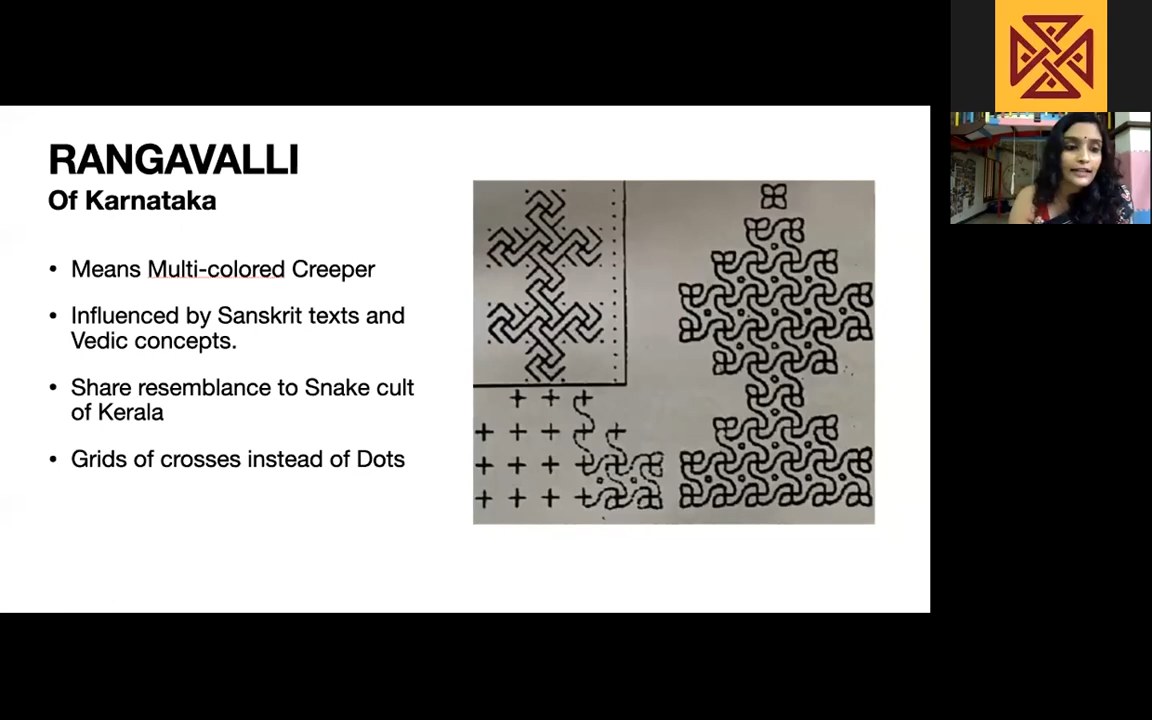 RANGAVALLI
Of Karnataka
• Means Multi-colored Creeper
• Influenced by Sanskrit texts and
Vedic concepts.
• Share resemblance to Snake cult
of Kerala
• Grids of crosses instead of Dots